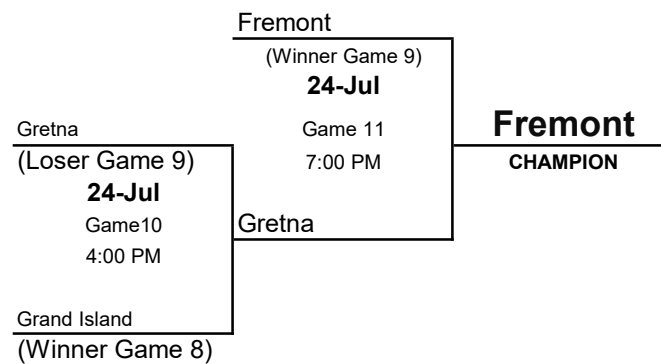 Fremont
(Winner Game 9)
24-Jul
Game 11
7:00 PM
Fremont
CHAMPION
Gretna
(Loser Game 9)
24-Jul
Game10
4:00 PM
Gretna
Grand Island
(Winner Game 8)